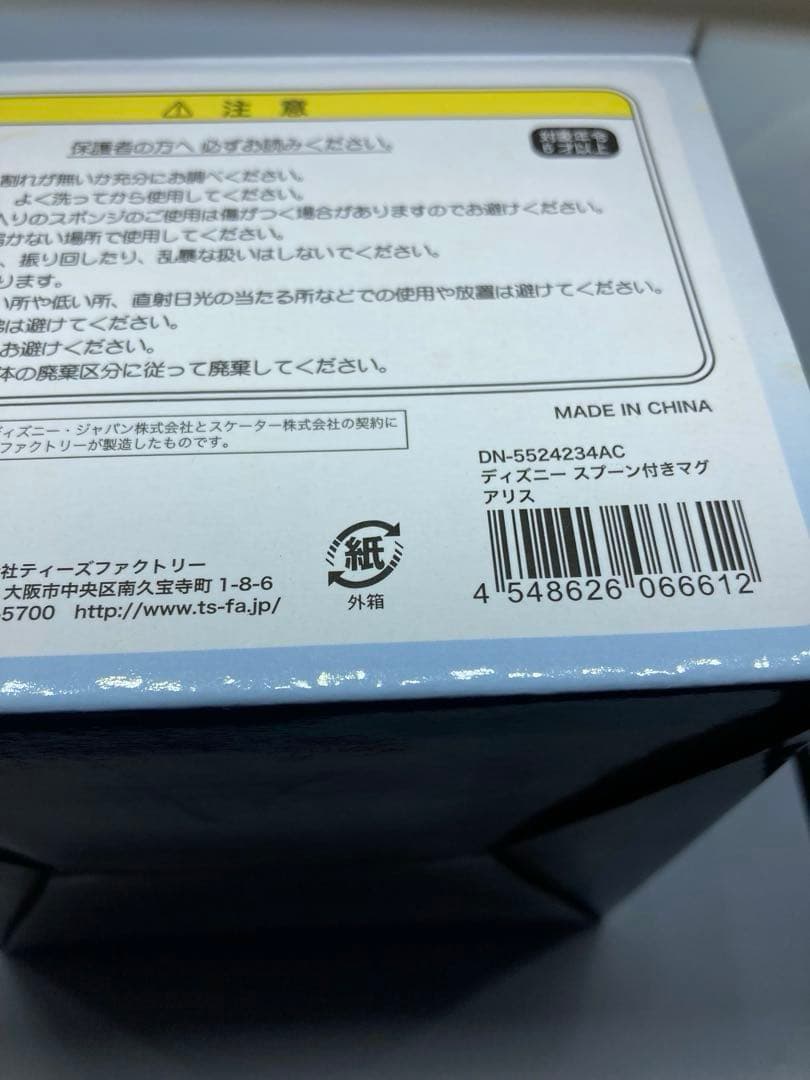 ⚠ 注意
保護者の方へ 必ずお読みください。
対象年令
6才以上
割れが無いか充分にお調べください。
よく洗ってから使用してください。
入りのスポンジのご使用は傷がつく場合がありますのでお避けください。
届かない場所で使用してください。
、振り回したり、乱暴な扱いはしないでください。
ります。
い所や低い所、直射日光の当たる所などでの使用や放置は避けてください。
は避けてください。
お避けください。
体の廃棄区分に従って廃棄してください。
MADE IN CHINA
ディズニー・ジャパン株式会社とスケーター株式会社の契約に
ファクトリーが製造したものです。
DN-5524234AC
ディズニー スプーン付きマグ
アリス
紙
外箱
会社ティーズファクトリー
大阪市中央区南久宝寺町 1-8-6
-5700 http://www.ts-fa.jp/
4 548626 066612